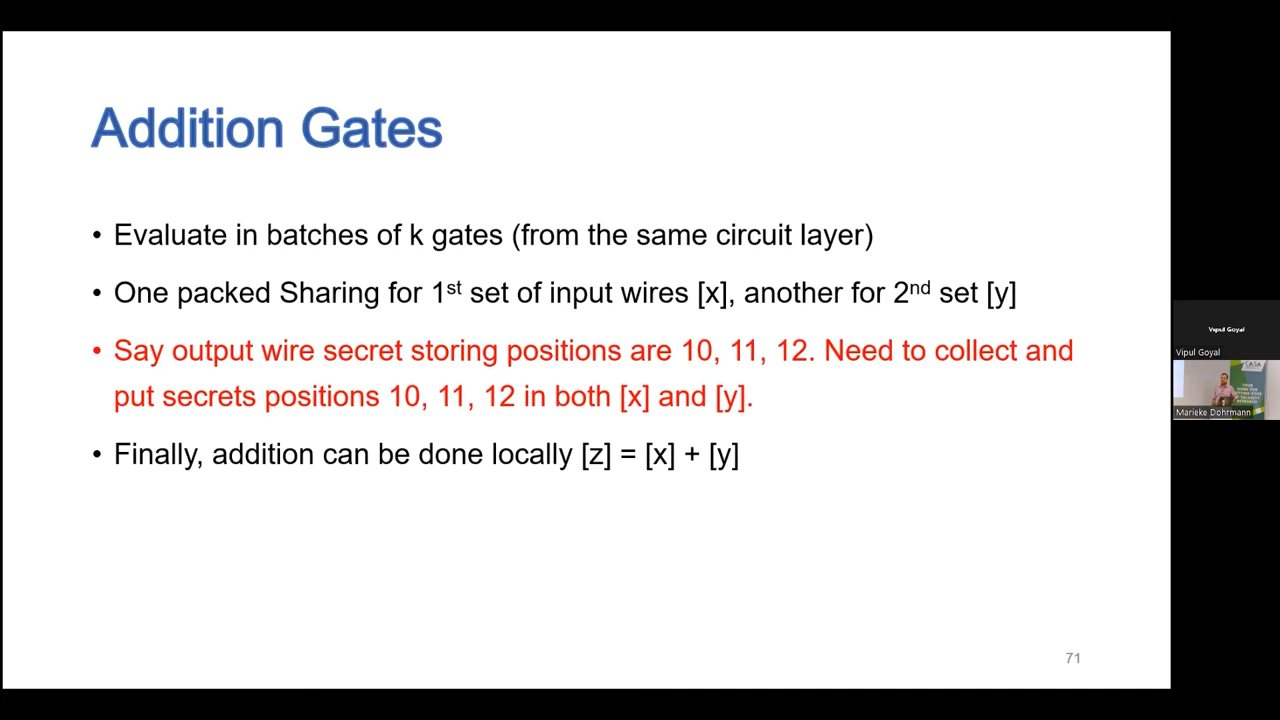 Addition Gates
• Evaluate in batches of k gates (from the same circuit layer)
• One packed Sharing for 1st set of input wires [x], another for 2nd set [y]
• Say output wire secret storing positions are 10, 11, 12. Need to collect and
put secrets positions 10, 11, 12 in both [x] and [y].
• Finally, addition can be done locally [z] = [x] + [y]
71
Vipul Goyal
Vipul Goyal
CASA
Marieke Dohrmann